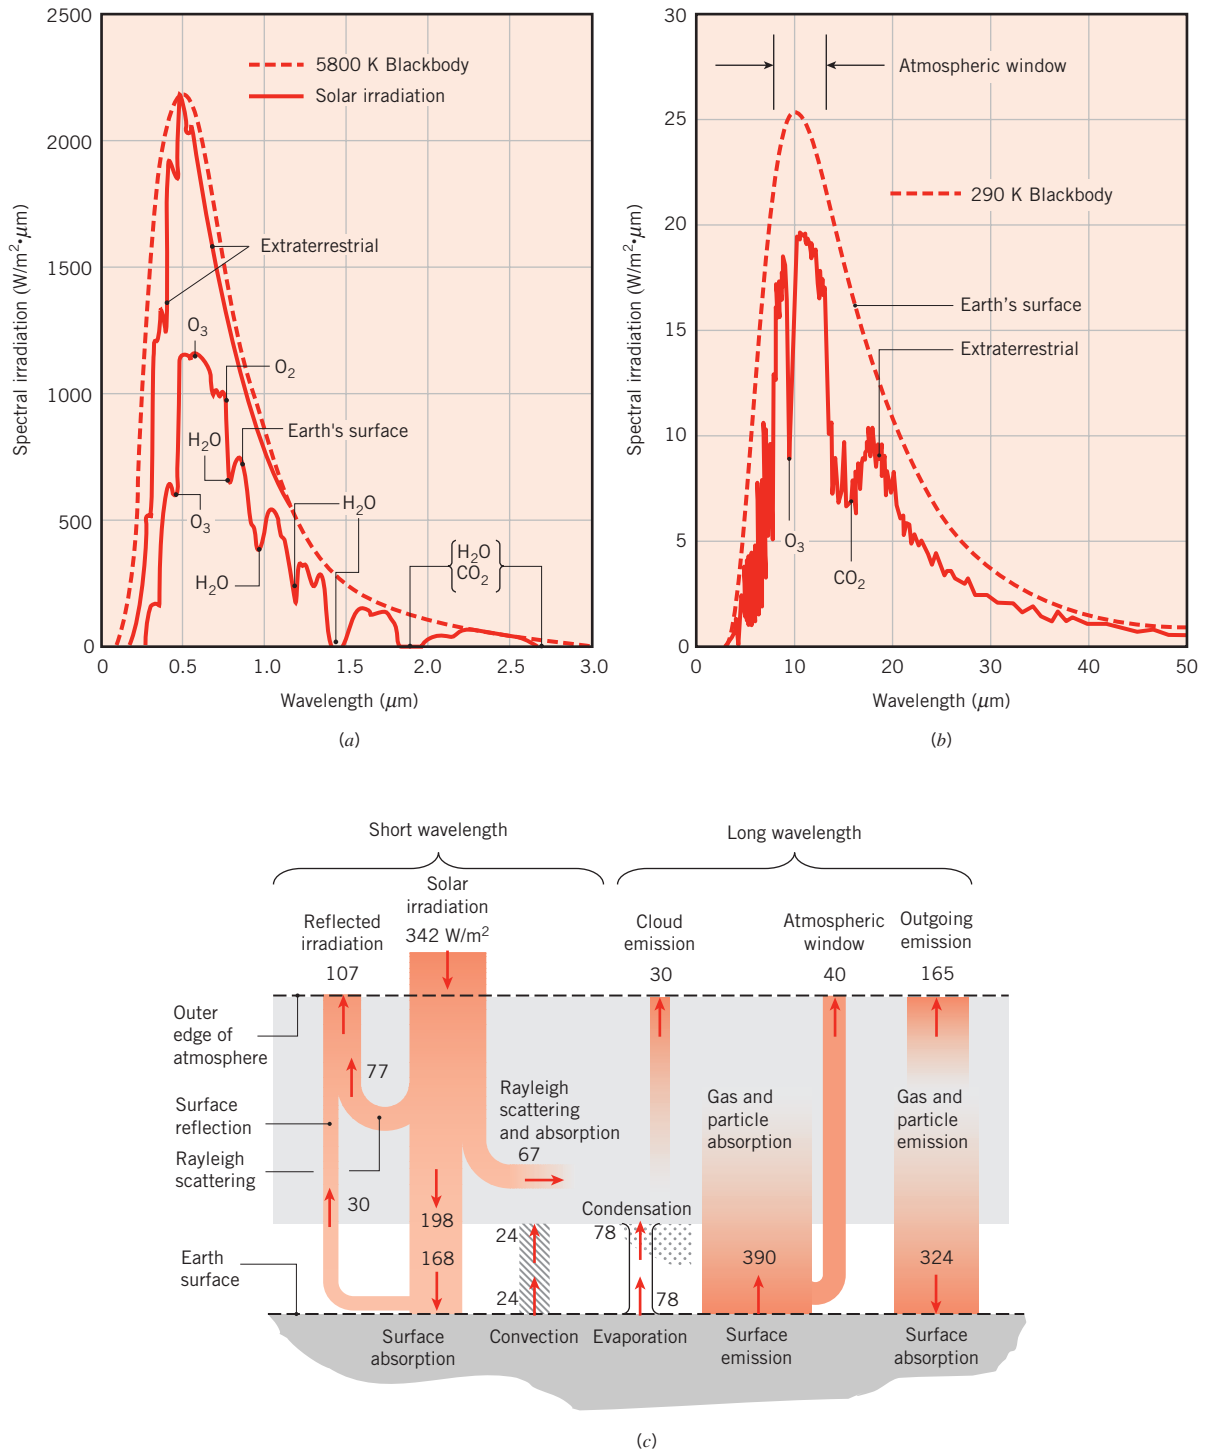 2500
2000
1500
1000
500
0
Spectral irradiation (W/m²•μm)
5800 K Blackbody
Solar irradiation
Extraterrestrial
O₃
O₂
H₂O
Earth's surface
O₃
H₂O
H₂O
H₂O
CO₂
0 0.5 1.0 1.5 2.0 2.5 3.0
Wavelength (μm)
(a)
30
25
20
15
10
5
0
Spectral irradiation (W/m²•μm)
Atmospheric window
290 K Blackbody
Earth's surface
Extraterrestrial
O₃
CO₂
0 10 20 30 40 50
Wavelength (μm)
(b)
Short wavelength
Long wavelength
Solar
irradiation
342 W/m²
Reflected
irradiation
107
Cloud
emission
30
Atmospheric
window
40
Outgoing
emission
165
Outer
edge of
atmosphere
77
Surface
reflection
Rayleigh
scattering
30
Rayleigh
scattering
and absorption
67
Gas and
particle
absorption
Gas and
particle
emission
198
168
Condensation
24
78
24
78
390
324
Earth
surface
Surface
absorption
Convection
Evaporation
Surface
emission
Surface
absorption
(c)